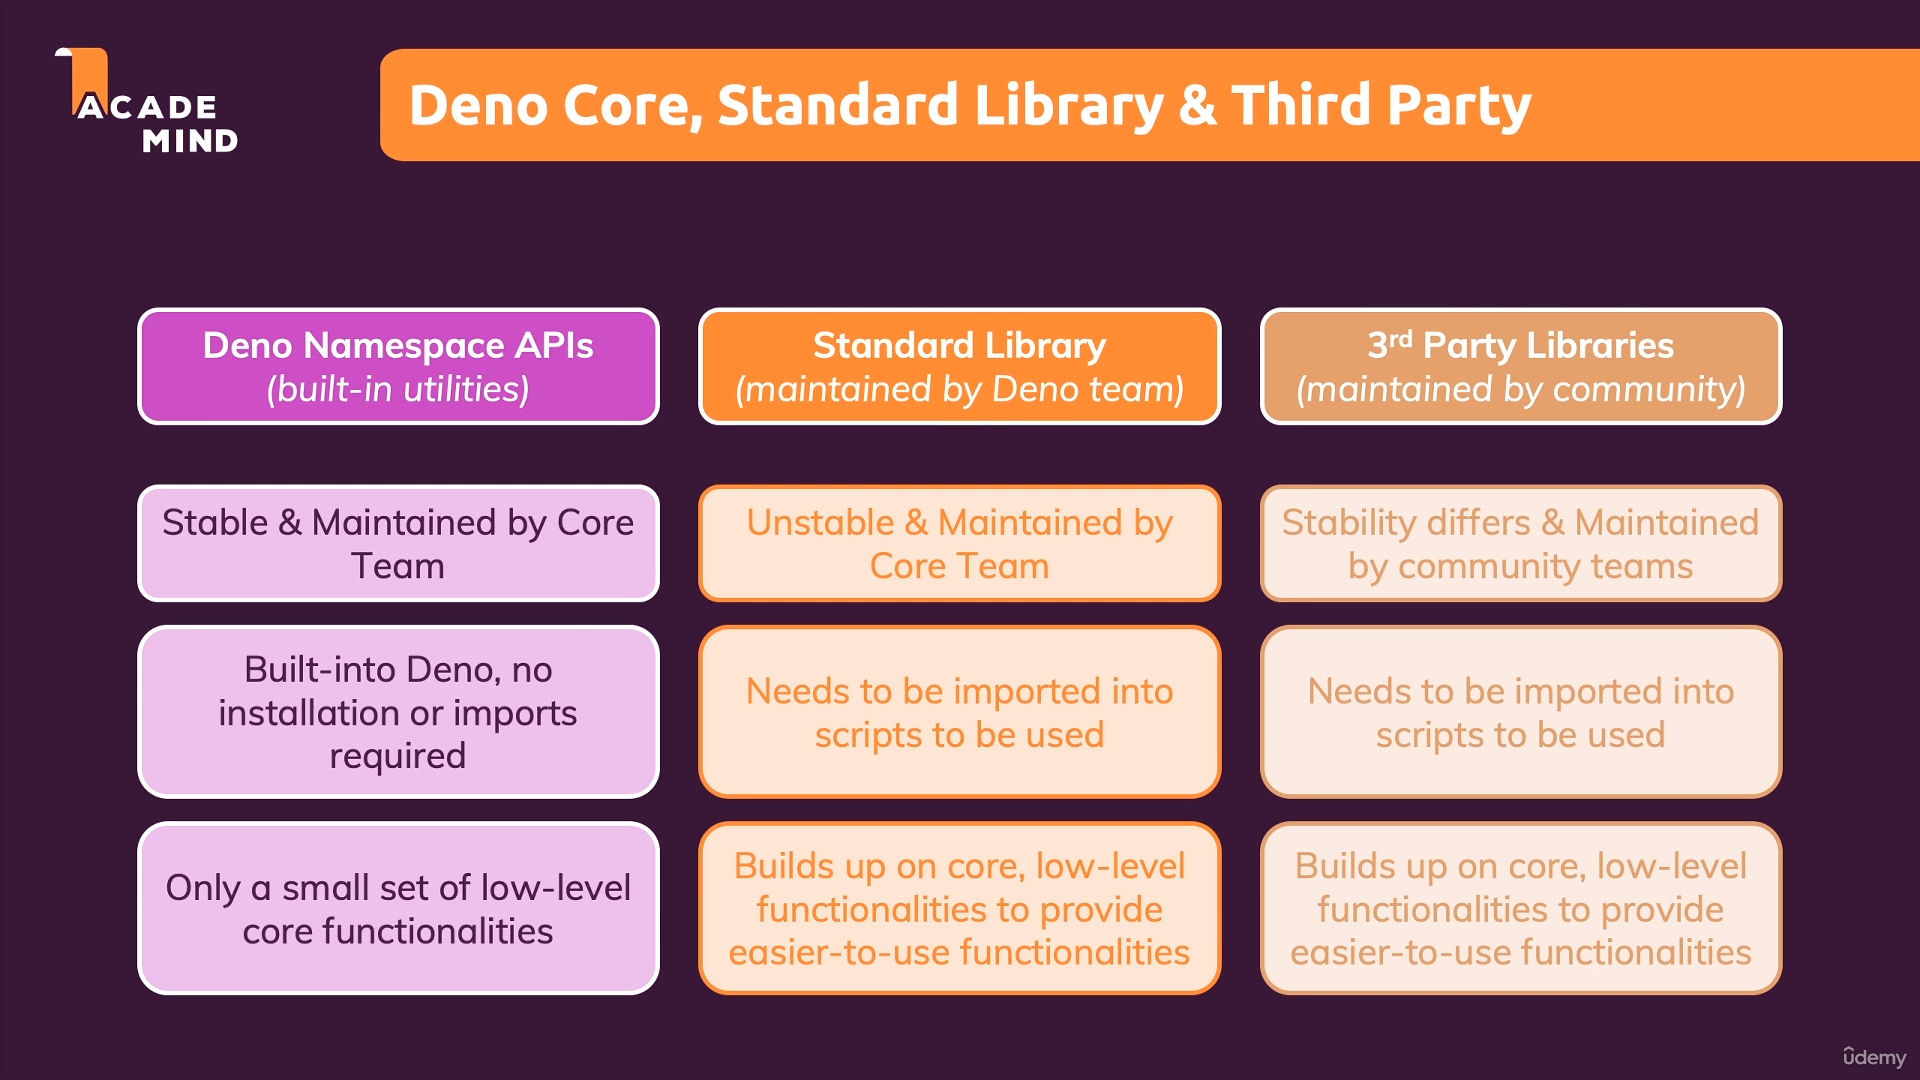 ACADE
MIND
Deno Core, Standard Library & Third Party
Deno Namespace APIs
(built-in utilities)
Stable & Maintained by Core
Team
Built-into Deno, no
installation or imports
required
Only a small set of low-level
core functionalities
Standard Library
(maintained by Deno team)
Unstable & Maintained by
Core Team
Needs to be imported into
scripts to be used
Builds up on core, low-level
functionalities to provide
easier-to-use functionalities
3rd Party Libraries
(maintained by community)
Stability differs & Maintained
by community teams
Needs to be imported into
scripts to be used
Builds up on core, low-level
functionalities to provide
easier-to-use functionalities
udemy